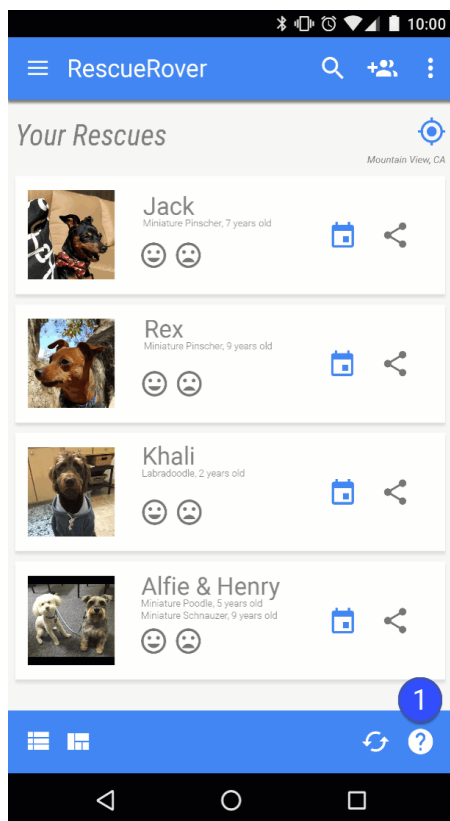 10:00
RescueRover
Your Rescues
Mountain View, CA
Jack
Miniature Pinscher, 7 years old
Rex
Miniature Pinscher, 9 years old
Khali
Labradoodle, 2 years old
Alfie & Henry
Miniature Poodle, 5 years old
Miniature Schnauzer, 9 years old
1
?